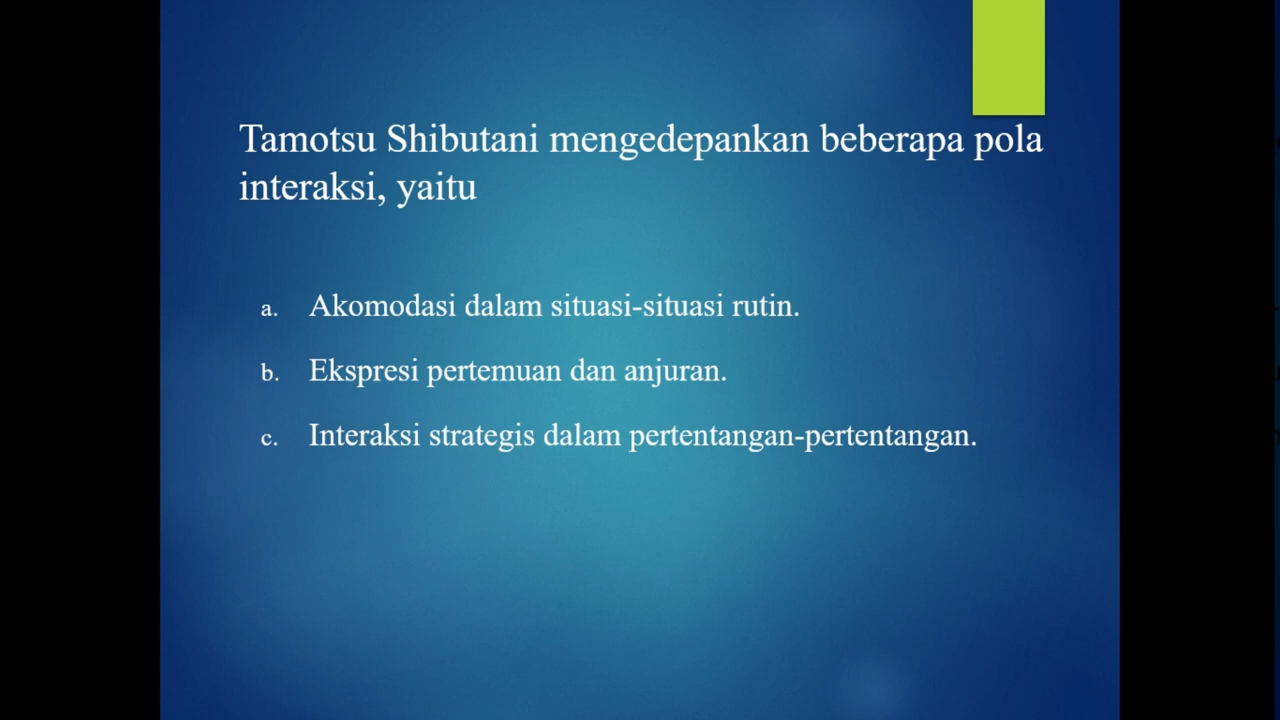 Tamotsu Shibutani mengedepankan beberapa pola
interaksi, yaitu
a. Akomodasi dalam situasi-situasi rutin.
b. Ekspresi pertemuan dan anjuran.
c. Interaksi strategis dalam pertentangan-pertentangan.